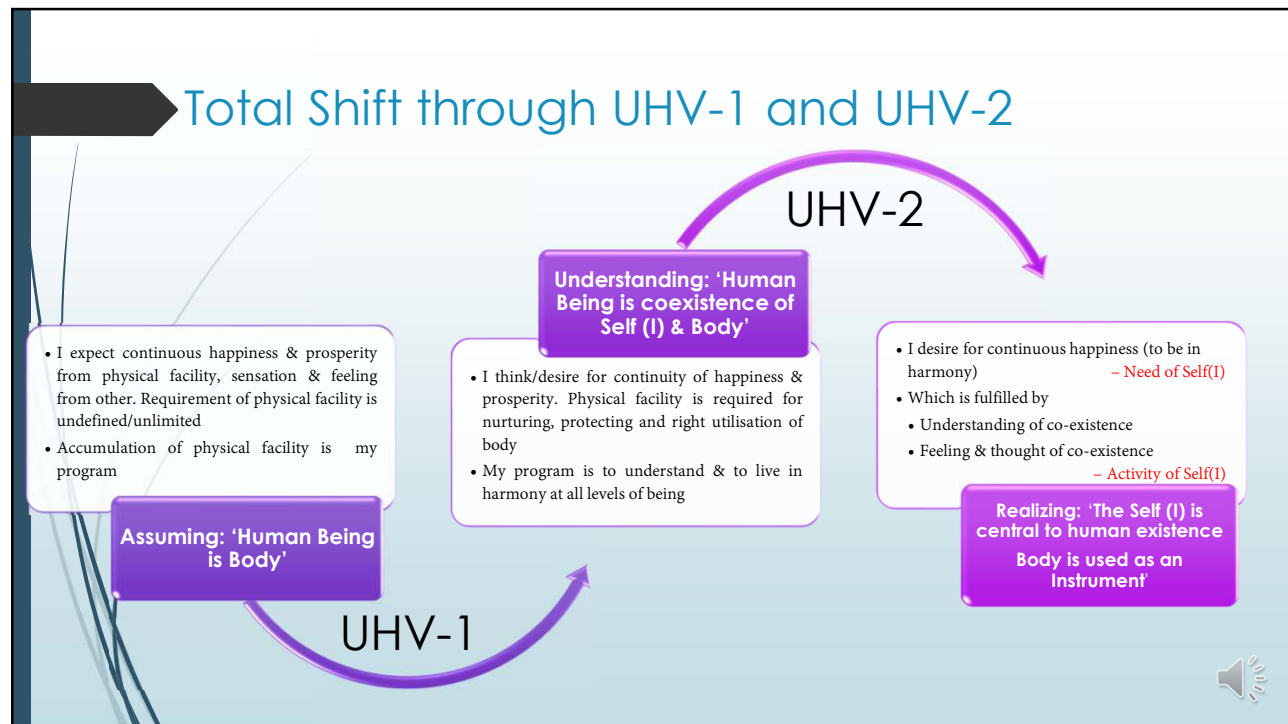 Total Shift through UHV-1 and UHV-2
• I expect continuous happiness & prosperity
from physical facility, sensation & feeling
from other. Requirement of physical facility is
undefined/unlimited
• Accumulation of physical facility is my
program
Assuming: ‘Human Being
is Body’
UHV-1
Understanding: ‘Human
Being is coexistence of
Self (I) & Body’
• I think/desire for continuity of happiness &
prosperity. Physical facility is required for
nurturing, protecting and right utilisation of
body
• My program is to understand & to live in
harmony at all levels of being
UHV-2
• I desire for continuous happiness (to be in
harmony) – Need of Self(I)
• Which is fulfilled by
• Understanding of co-existence
• Feeling & thought of co-existence
– Activity of Self(I)
Realizing: ‘The Self (I) is
central to human existence
Body is used as an
Instrument'